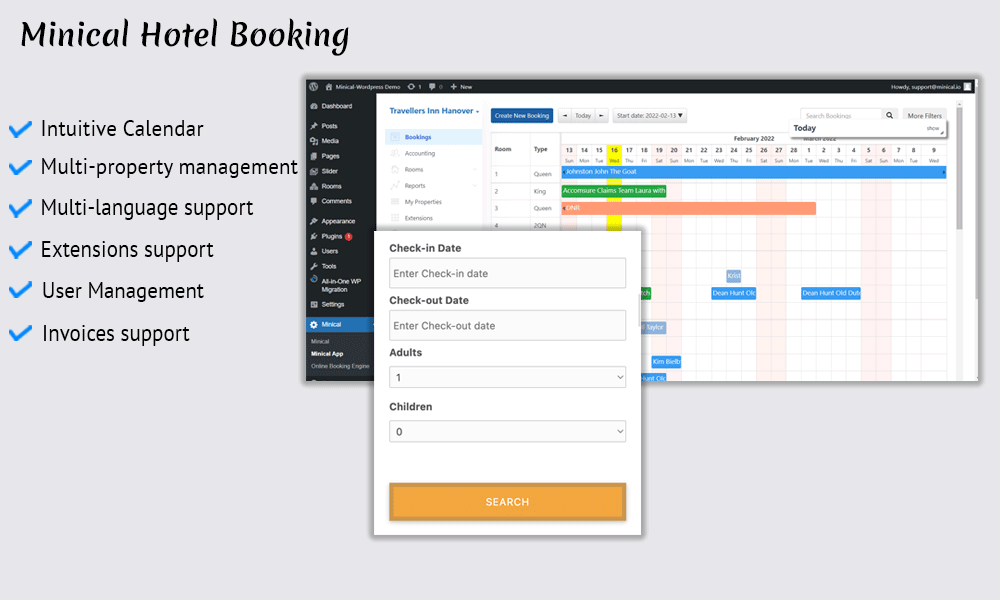 Minical Hotel Booking
Intuitive Calendar
Multi-property management
Multi-language support
Extensions support
User Management
Invoices support
Minical-Wordpress Demo 1 0 New Howdy, support@minical.io
Dashboard
Posts
Media
Pages
Slider
Rooms
Comments
Appearance
Plugins 1
Users
Tools
All-in-One WP
Migration
Settings
Minical
Minical
Minical App
Online Booking Engine
Travellers Inn Hanover
Bookings
Accounting
Rooms
Reports
My Properties
Extensions
Create New Booking Today Start date: 2022-02-13 Search Bookings More Filters
Today show
February 2022 March 2022
Room Type 13 14 15 16 17 18 19 20 21 22 23 24 25 26 27 28 1 2 3 4 5 6 7 8 9
Sun Mon Tue Wed Thu Fri Sat Sun Mon Tue Wed Thu Fri Sat Sun Mon Tue Wed Thu Fri Sat Sun Mon Tue Wed
1 Queen Johnston John The Goat
2 King Accomsure Claims Team Laura with
3 Queen DNR
4 2QN
Krist
tch Dean Hunt Old Dean Hunt Old Dut
Taylor
Kim Bielb
Hunt Old
Check-in Date
Enter Check-in date
Check-out Date
Enter Check-out date
Adults
1
Children
0
SEARCH